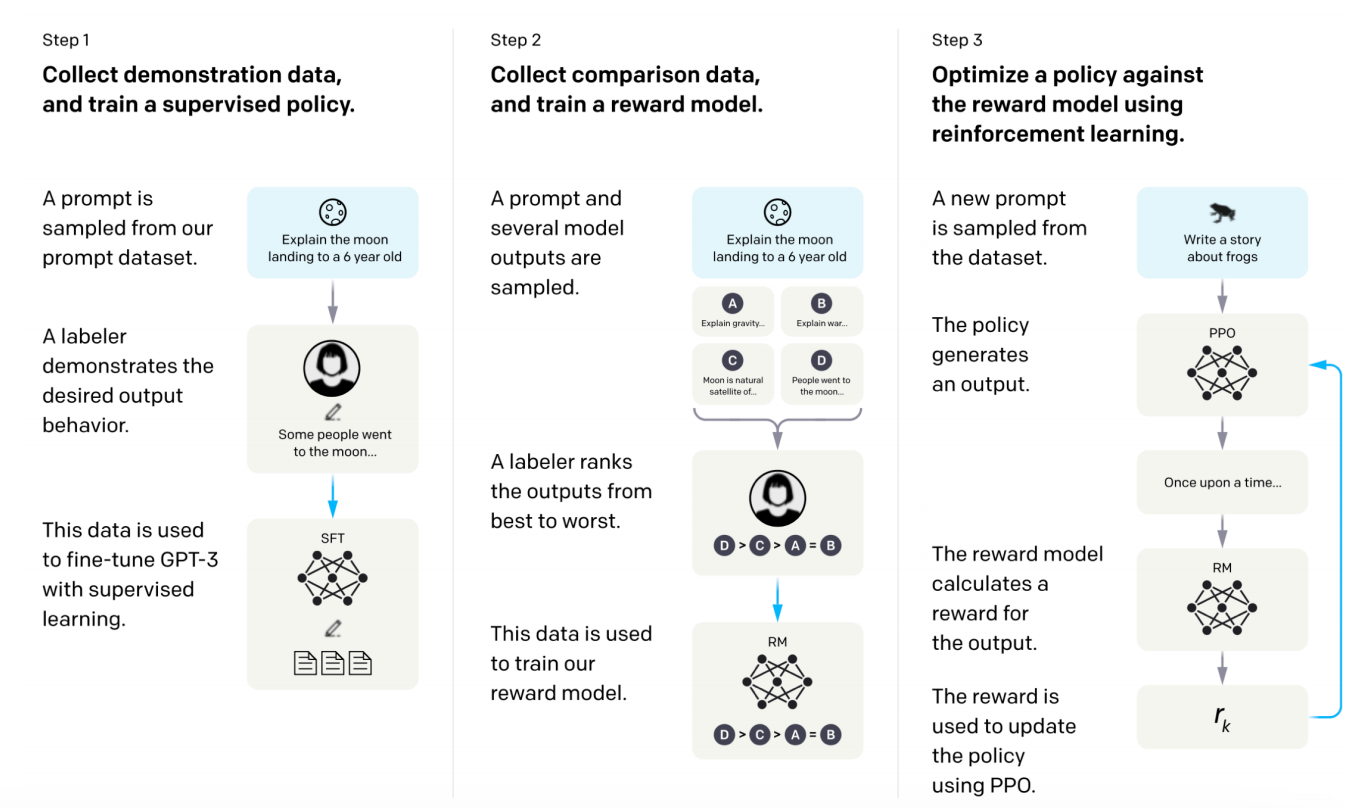 Step 1
Collect demonstration data,
and train a supervised policy.
A prompt is
sampled from our
prompt dataset.
Explain the moon
landing to a 6 year old
A labeler
demonstrates the
desired output
behavior.
Some people went
to the moon...
This data is used
to fine-tune GPT-3
with supervised
learning.
SFT
Step 2
Collect comparison data,
and train a reward model.
A prompt and
several model
outputs are
sampled.
Explain the moon
landing to a 6 year old
A
Explain gravity...
B
Explain war...
C
Moon is natural
satellite of...
D
People went to
the moon...
A labeler ranks
the outputs from
best to worst.
D > C > A = B
This data is used
to train our
reward model.
RM
D > C > A = B
Step 3
Optimize a policy against
the reward model using
reinforcement learning.
A new prompt
is sampled from
the dataset.
Write a story
about frogs
The policy
generates
an output.
PPO
Once upon a time...
The reward model
calculates a
reward for
the output.
RM
The reward is
used to update
the policy
using PPO.
rk